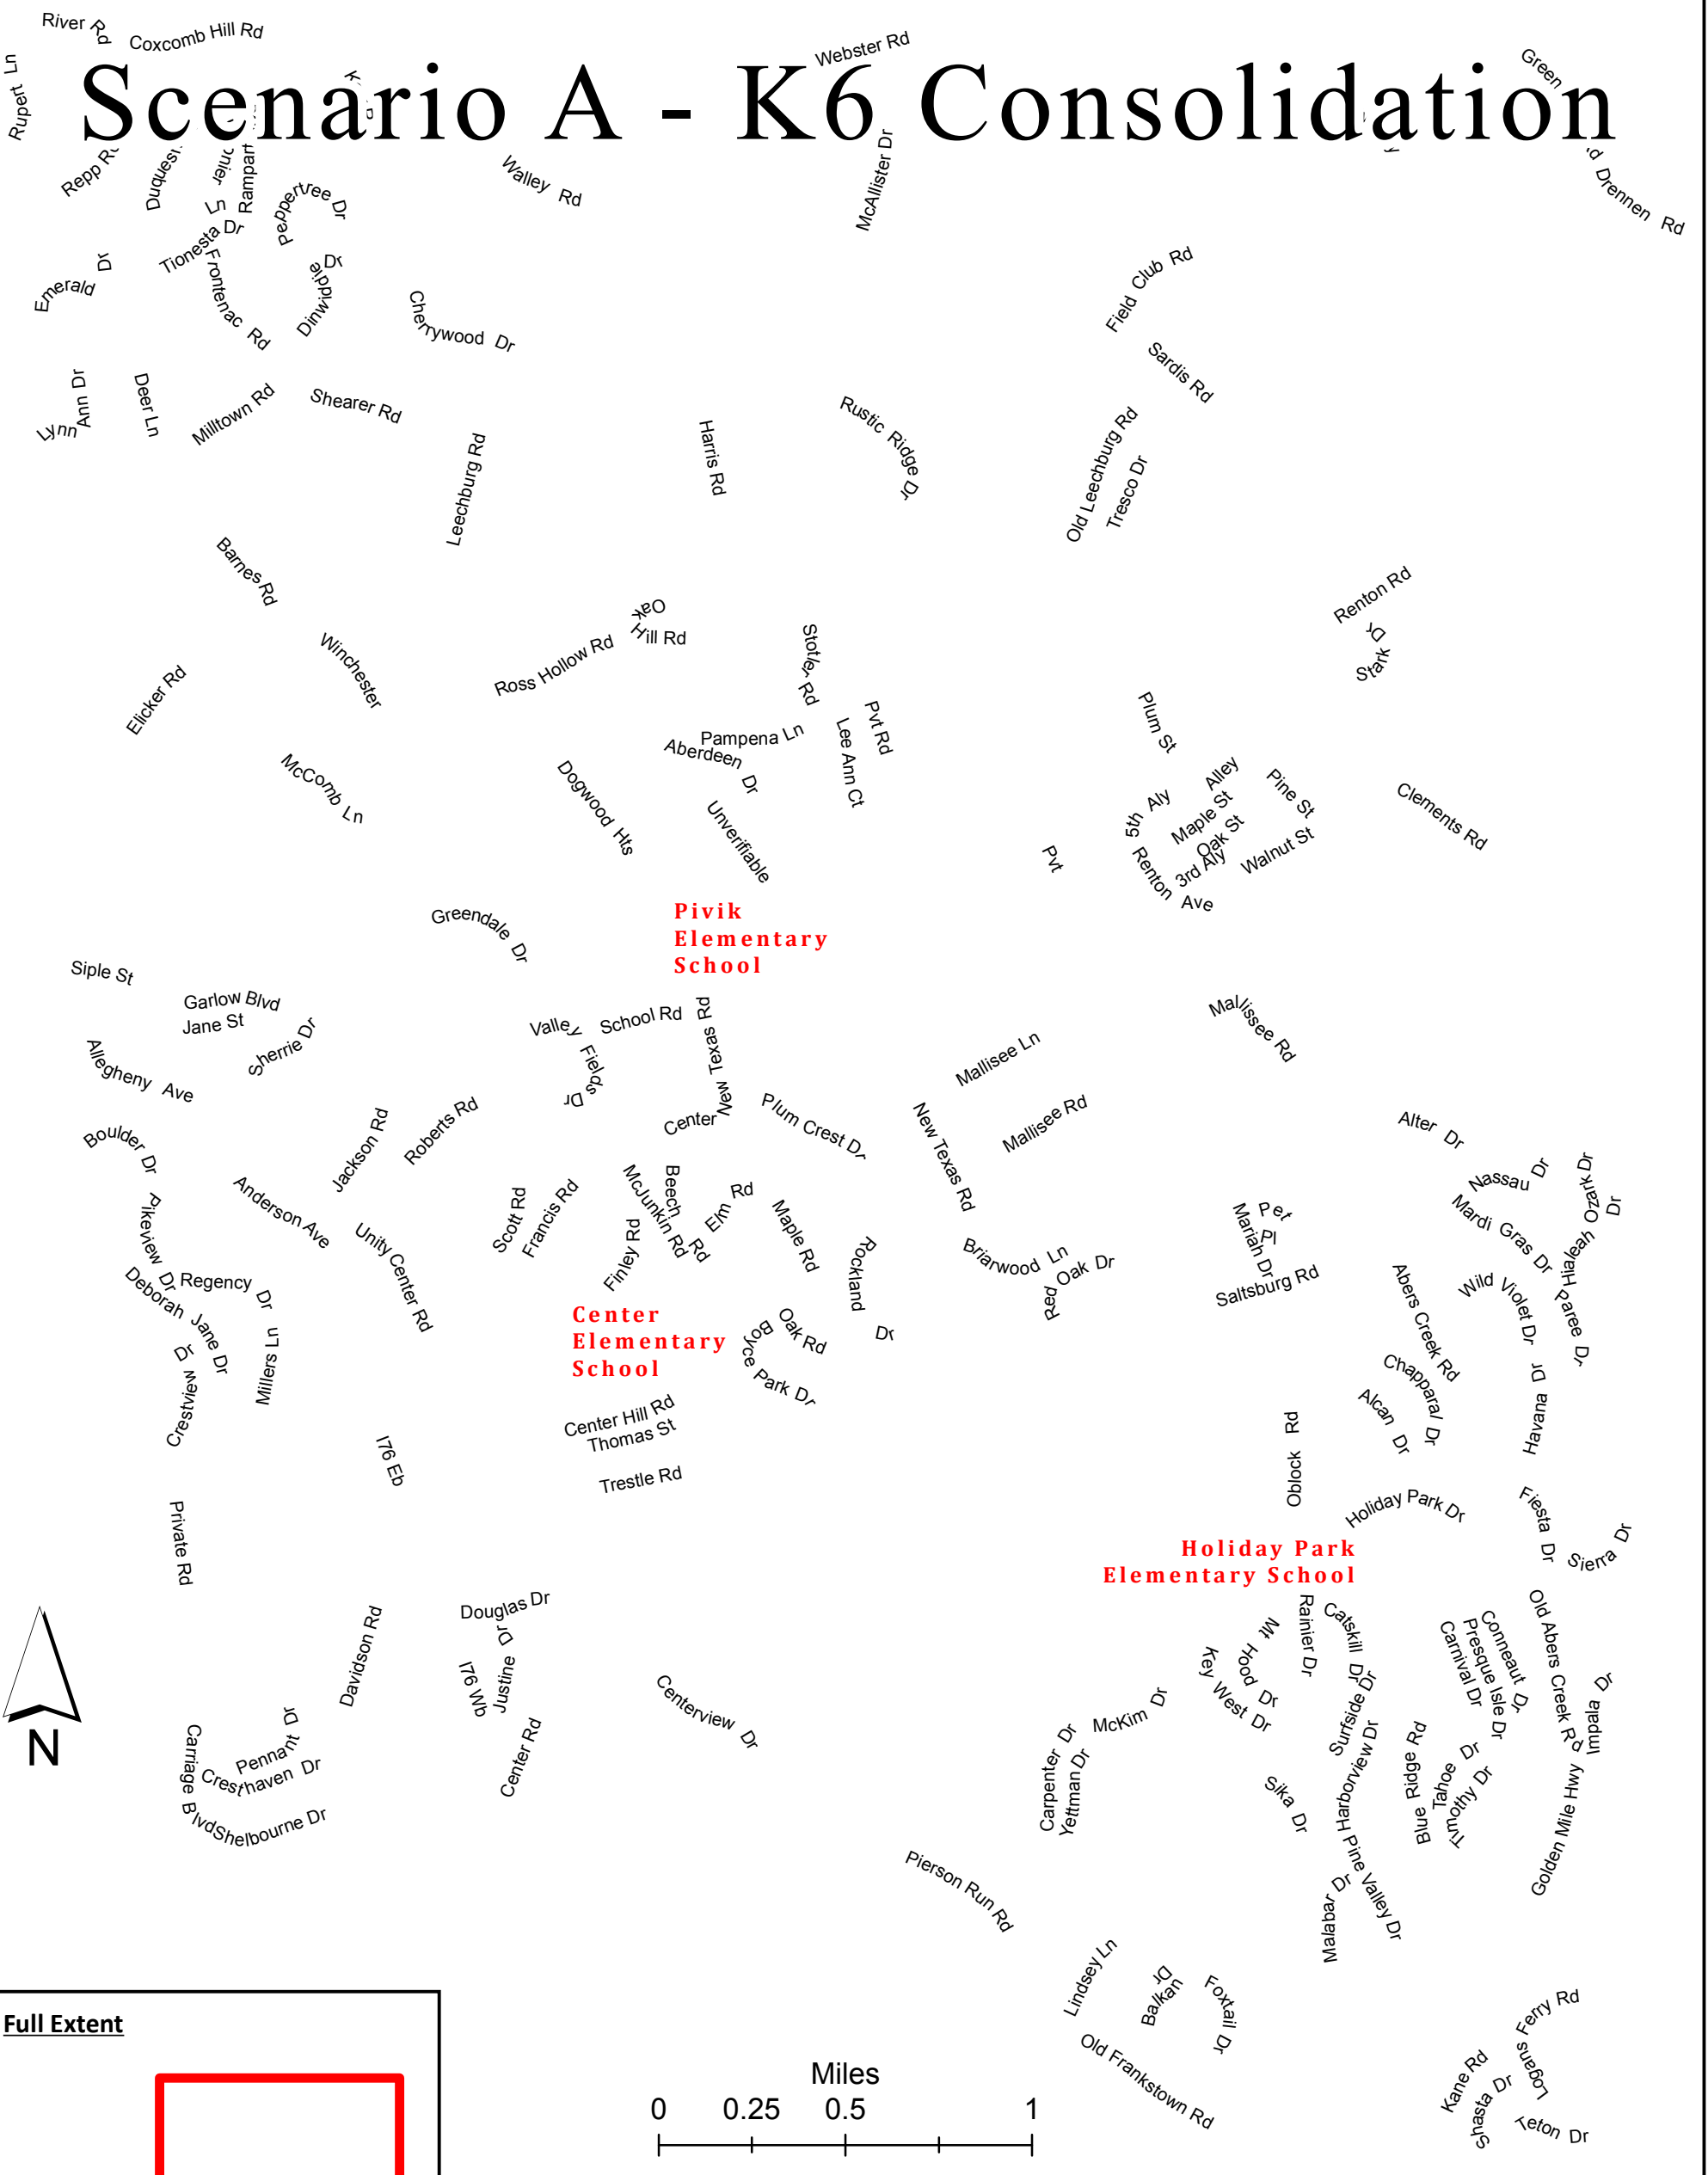 River Rd
Coxcomb Hill Rd
Webster Rd
Green
Rupert Ln
Scenario A - K6 Consolidation
Repp
Rampart
Ln
Walley Rd
McAllister Dr
Drennen Rd
Peppertree Dr
Tionesta Dr
Emerald Dr
Frontenac Rd
Dinwiddie Dr
Cherrywood Dr
Field Club Rd
Sardis Rd
Lynn Ann Dr
Deer Ln
Milltown Rd
Shearer Rd
Leechburg Rd
Harris Rd
Rustic Ridge Dr
Old Leechburg Rd
Tresco Dr
Barnes Rd
Renton Rd
Stark Dr
Oak Hill Rd
Ross Hollow Rd
Winchester
Elicker Rd
Stotler Rd
Pvt Rd
Lee Ann Ct
Pampena Ln
Aberdeen Dr
Plum St
McComb Ln
Dogwood Hts
Unverifiable
Alley
5th Aly
Maple St
Oak St
3rd Aly
Pine St
Walnut St
Renton Ave
Clements Rd
Pvt
Pivik
Elementary
School
Greendale Dr
Siple St
Garlow Blvd
Jane St
Sherrie Dr
Allegheny Ave
Valley Fields Dr
School Rd
New Texas Rd
Center New
Mallissee Rd
Mallisee Ln
Mallisee Rd
Plum Crest Dr
New Texas Rd
Roberts Rd
Jackson Rd
Boulder Dr
Alter Dr
Nassau Dr
Ozark Dr
Hialeah Dr
Mardi Gras Dr
Anderson Ave
Pikeview Dr
Scott Rd
Francis Rd
McJunkin Rd
Beech Rd
Elm Rd
Finley Rd
Maple Rd
Rockland Dr
Briarwood Ln
Red Oak Dr
Pet Pl
Mariah Dr
Saltsburg Rd
Unity Center Rd
Regency Dr
Deborah Jane Dr
Millers Ln
Crestview Dr
Abers Creek Rd
Wild Violet Dr
Paree Dr
Center
Elementary
School
Oak Rd
Boyce Park Dr
Chapparal Dr
Alcan Dr
Havana Dr
Center Hill Rd
Thomas St
Trestle Rd
I76 Eb
Oblock Rd
Holiday Park Dr
Fiesta Dr
Sierra Dr
Private Rd
Holiday Park
Elementary School
Douglas Dr
Justine Dr
I76 Wb
Davidson Rd
Center Rd
Centerview Dr
Rainier Dr
Catskill Dr
Mt Hood Dr
Key West Dr
Surfside Dr
Harborview Dr
Conneaut Dr
Presque Isle Dr
Carnival Dr
Old Abers Creek Rd
Imdala Dr
McKim Dr
Carpenter Dr
Yettman Dr
Sika Dr
Blue Ridge Rd
Tahoe Dr
Timothy Dr
Golden Mile Hwy
N
Pennant Dr
Cresthaven Dr
Carriage Blvd
Shelbourne Dr
Pierson Run Rd
Pine Valley Dr
Malabar Dr
Lindsey Ln
Balkan Dr
Foxtail Dr
Old Frankstown Rd
Logans Ferry Rd
Kane Rd
Shasta Dr
Teton Dr
Full Extent
Miles
0 0.25 0.5 1